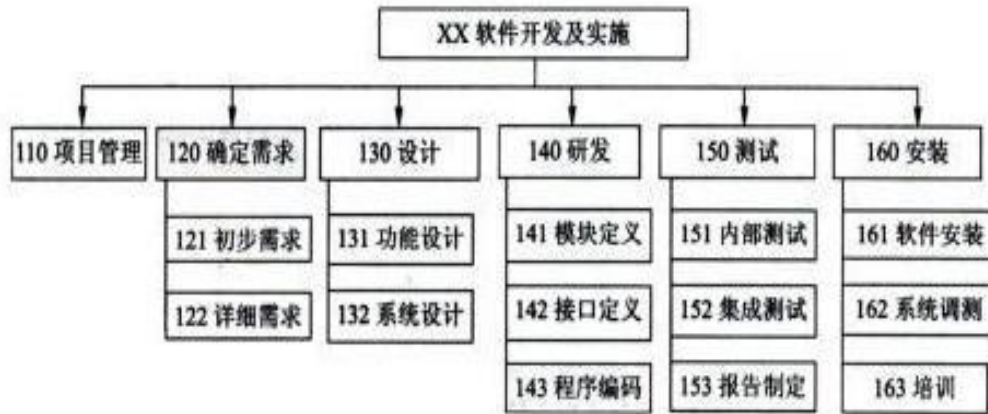 XX 软件开发及实施
110 项目管理
120 确定需求
130 设计
140 研发
150 测试
160 安装
121 初步需求
131 功能设计
141 模块定义
151 内部测试
161 软件安装
122 详细需求
132 系统设计
142 接口定义
152 集成测试
162 系统调测
143 程序编码
153 报告制定
163 培训